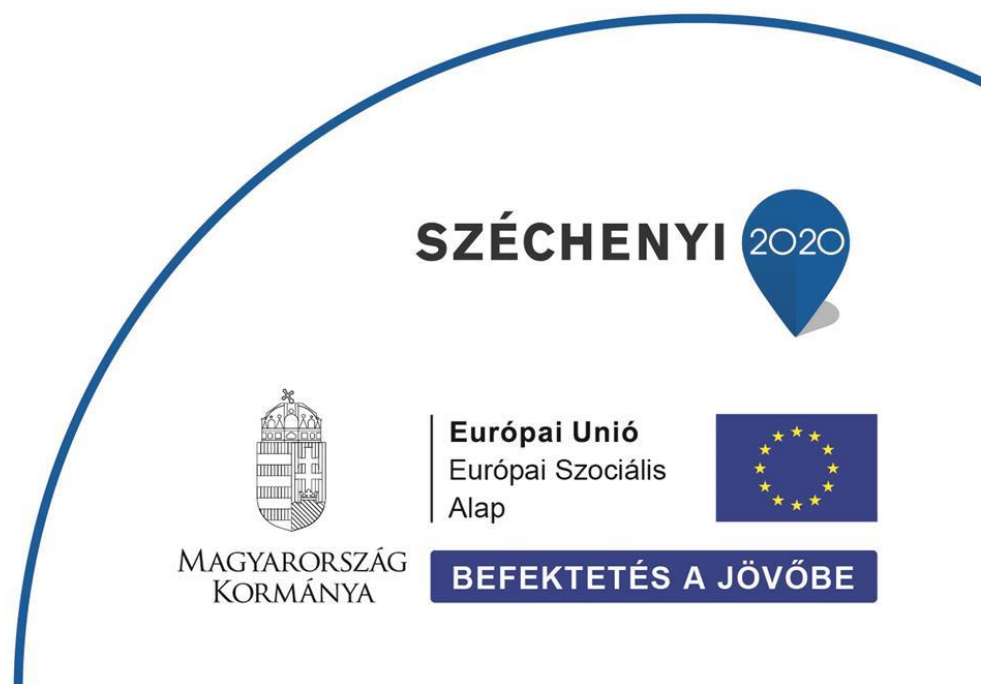 SZÉCHENYI 2020
Európai Unió
Európai Szociális
Alap
MAGYARORSZÁG
KORMÁNYA
BEFEKTETÉS A JÖVŐBE